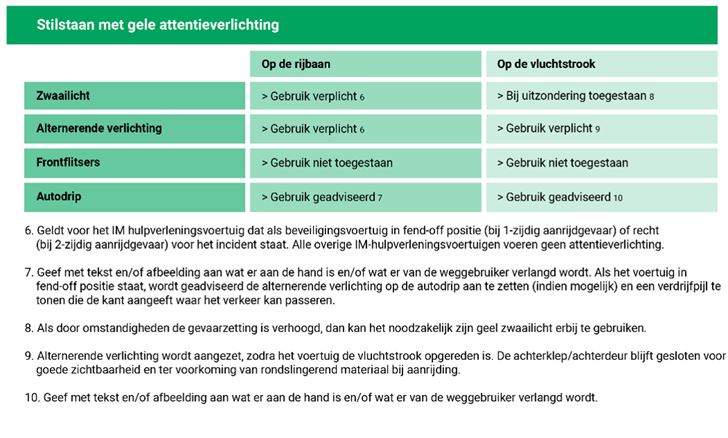 Stilstaan met gele attentieverlichting
Op de rijbaan Op de vluchtstrook
Zwaailicht > Gebruik verplicht 6 > Bij uitzondering toegestaan 8
Alternerende verlichting > Gebruik verplicht 6 > Gebruik verplicht 9
Frontflitsers > Gebruik niet toegestaan > Gebruik niet toegestaan
Autodrip > Gebruik geadviseerd 7 > Gebruik geadviseerd 10
6. Geldt voor het IM hulpverleningsvoertuig dat als beveiligingsvoertuig in fend-off positie (bij 1-zijdig aanrijdgevaar) of recht
(bij 2-zijdig aanrijdgevaar) voor het incident staat. Alle overige IM-hulpverleningsvoertuigen voeren geen attentieverlichting.
7. Geef met tekst en/of afbeelding aan wat er aan de hand is en/of wat er van de weggebruiker verlangd wordt. Als het voertuig in
fend-off positie staat, wordt geadviseerd de alternerende verlichting op de autodrip aan te zetten (indien mogelijk) en een verdrijfpijl te
tonen die de kant aangeeft waar het verkeer kan passeren.
8. Als door omstandigheden de gevaarzetting is verhoogd, dan kan het noodzakelijk zijn geel zwaailicht erbij te gebruiken.
9. Alternerende verlichting wordt aangezet, zodra het voertuig de vluchtstrook opgereden is. De achterklep/achterdeur blijft gesloten voor
goede zichtbaarheid en ter voorkoming van rondslingerend materiaal bij aanrijding.
10. Geef met tekst en/of afbeelding aan wat er aan de hand is en/of wat er van de weggebruiker verlangd wordt.